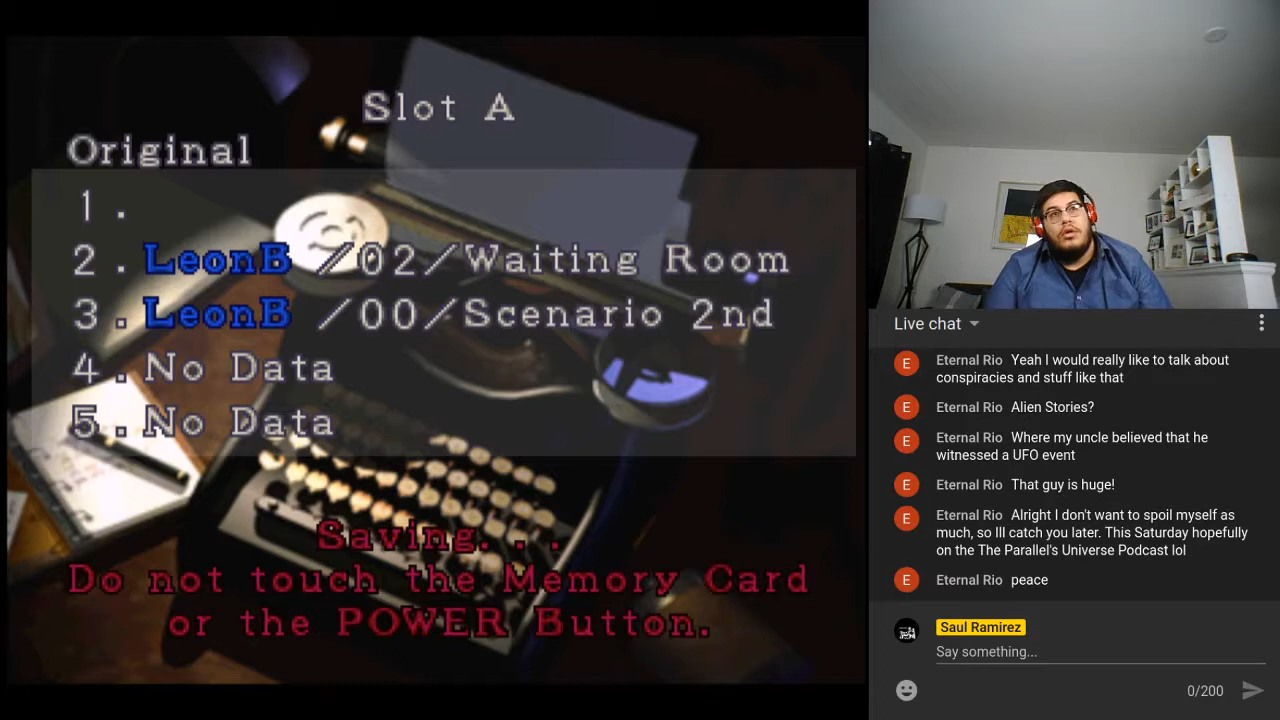 Slot A
Original
1.
2. LeonB /02/Waiting Room
3. LeonB /00/Scenario 2nd
4. No Data
5. No Data
Saving. . .
Do not touch the Memory Card
or the POWER Button.
Live chat
E Eternal Rio Yeah I would really like to talk about
conspiracies and stuff like that
E Eternal Rio Alien Stories?
E Eternal Rio Where my uncle believed that he
witnessed a UFO event
E Eternal Rio That guy is huge!
E Eternal Rio Alright I don't want to spoil myself as
much, so Ill catch you later. This Saturday hopefully
on the The Parallel's Universe Podcast lol
E Eternal Rio peace
Saul Ramirez
Say something...
0/200